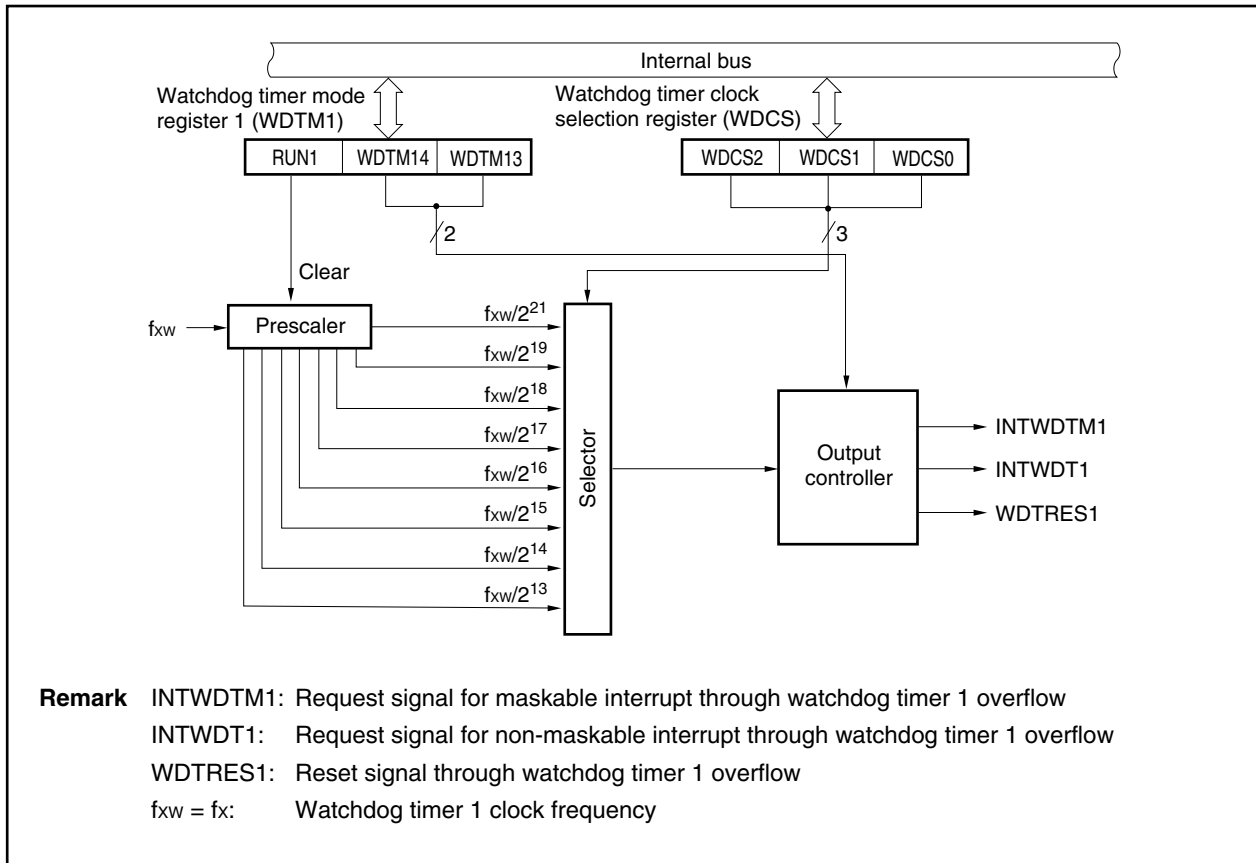 Internal bus
Watchdog timer mode
register 1 (WDTM1)
Watchdog timer clock
selection register (WDCS)
RUN1 WDTM14 WDTM13
WDCS2 WDCS1 WDCS0
2
3
Clear
fxw
Prescaler
fxw/2^21
fxw/2^19
fxw/2^18
fxw/2^17
fxw/2^16
fxw/2^15
fxw/2^14
fxw/2^13
Selector
Output
controller
INTWDTM1
INTWDT1
WDTRES1
Remark INTWDTM1: Request signal for maskable interrupt through watchdog timer 1 overflow
INTWDT1: Request signal for non-maskable interrupt through watchdog timer 1 overflow
WDTRES1: Reset signal through watchdog timer 1 overflow
fxw = fx: Watchdog timer 1 clock frequency